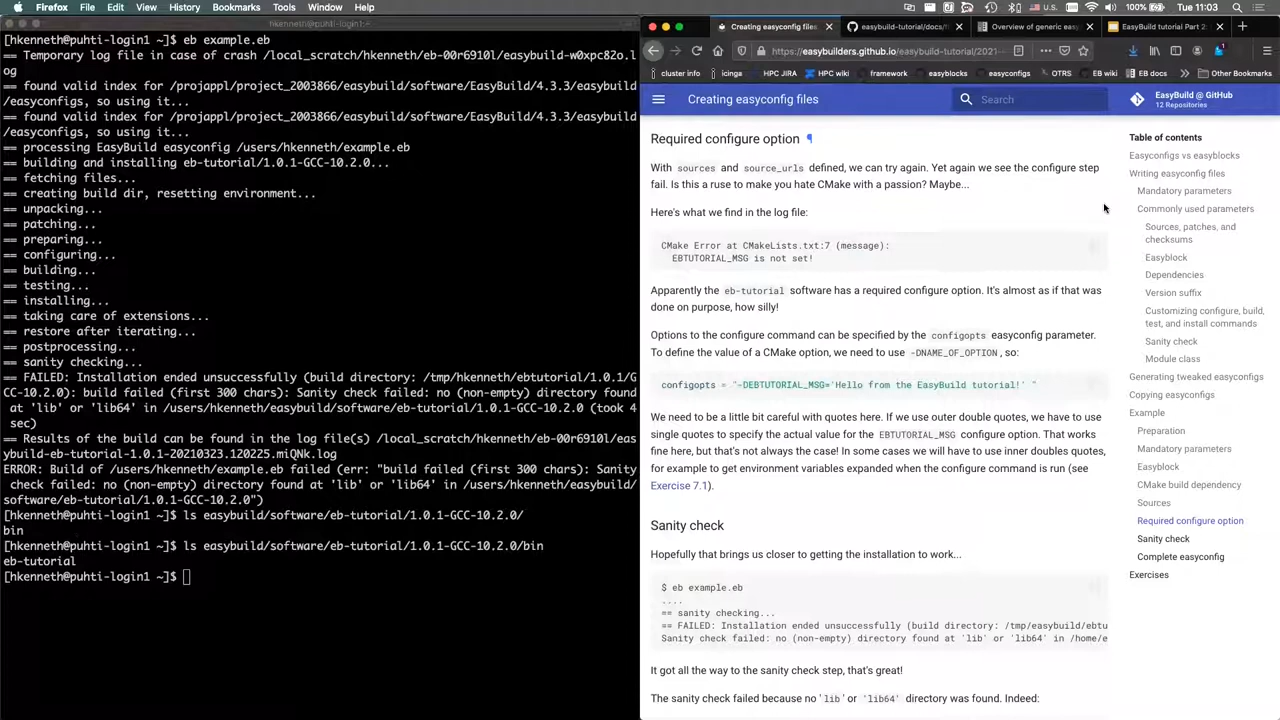 Firefox File Edit View History Bookmarks Tools Window Help
100% Tue 11:03
hkenneth@puhti-login1:~
[hkenneth@puhti-login1 ~]$ eb example.eb
== Temporary log file in case of crash /local_scratch/hkenneth/eb-00r6910l/easybuild-w0xpc82o.l
og
== found valid index for /projappl/project_2003866/easybuild/software/EasyBuild/4.3.3/easybuild
/easyconfigs, so using it...
== found valid index for /projappl/project_2003866/easybuild/software/EasyBuild/4.3.3/easybuild
/easyconfigs, so using it...
== processing EasyBuild easyconfig /users/hkenneth/example.eb
== building and installing eb-tutorial/1.0.1-GCC-10.2.0...
== fetching files...
== creating build dir, resetting environment...
== unpacking...
== patching...
== preparing...
== configuring...
== building...
== testing...
== installing...
== taking care of extensions...
== restore after iterating...
== postprocessing...
== sanity checking...
== FAILED: Installation ended unsuccessfully (build directory: /tmp/hkenneth/ebtutorial/1.0.1/G
CC-10.2.0): build failed (first 300 chars): Sanity check failed: no (non-empty) directory found
at 'lib' or 'lib64' in /users/hkenneth/easybuild/software/eb-tutorial/1.0.1-GCC-10.2.0 (took 4
sec)
== Results of the build can be found in the log file(s) /local_scratch/hkenneth/eb-00r6910l/eas
ybuild-eb-tutorial-1.0.1-20210323.120225.miQNk.log
ERROR: Build of /users/hkenneth/example.eb failed (err: "build failed (first 300 chars): Sanity
check failed: no (non-empty) directory found at 'lib' or 'lib64' in /users/hkenneth/easybuild/
software/eb-tutorial/1.0.1-GCC-10.2.0")
[hkenneth@puhti-login1 ~]$ ls easybuild/software/eb-tutorial/1.0.1-GCC-10.2.0/
bin
[hkenneth@puhti-login1 ~]$ ls easybuild/software/eb-tutorial/1.0.1-GCC-10.2.0/bin
eb-tutorial
[hkenneth@puhti-login1 ~]$
Creating easyconfig files
easybuild-tutorial/docs/f
Overview of generic eas
EasyBuild tutorial Part 2:
https://easybuilders.github.io/easybuild-tutorial/2021-
cluster info icinga HPC JIRA HPC wiki framework easyblocks easyconfigs OTRS EB wiki EB docs Other Bookmarks
Creating easyconfig files
Search
EasyBuild @ GitHub
12 Repositories
Required configure option ¶
With sources and source_urls defined, we can try again. Yet again we see the configure step
fail. Is this a ruse to make you hate CMake with a passion? Maybe...
Here's what we find in the log file:
CMake Error at CMakeLists.txt:7 (message):
EBTUTORIAL_MSG is not set!
Apparently the eb-tutorial software has a required configure option. It's almost as if that was
done on purpose, how silly!
Options to the configure command can be specified by the configopts easyconfig parameter.
To define the value of a CMake option, we need to use -DNAME_OF_OPTION , so:
configopts = "-DEBTUTORIAL_MSG='Hello from the EasyBuild tutorial!' "
We need to be a little bit careful with quotes here. If we use outer double quotes, we have to use
single quotes to specify the actual value for the EBTUTORIAL_MSG configure option. That works
fine here, but that's not always the case! In some cases we will have to use inner doubles quotes,
for example to get environment variables expanded when the configure command is run (see
Exercise 7.1).
Sanity check
Hopefully that brings us closer to getting the installation to work...
$ eb example.eb
....
== sanity checking...
== FAILED: Installation ended unsuccessfully (build directory: /tmp/easybuild/ebtu
Sanity check failed: no (non-empty) directory found at 'lib' or 'lib64' in /home/e
It got all the way to the sanity check step, that's great!
The sanity check failed because no 'lib' or 'lib64' directory was found. Indeed:
Table of contents
Easyconfigs vs easyblocks
Writing easyconfig files
Mandatory parameters
Commonly used parameters
Sources, patches, and
checksums
Easyblock
Dependencies
Version suffix
Customizing configure, build,
test, and install commands
Sanity check
Module class
Generating tweaked easyconfigs
Copying easyconfigs
Example
Preparation
Mandatory parameters
Easyblock
CMake build dependency
Sources
Required configure option
Sanity check
Complete easyconfig
Exercises